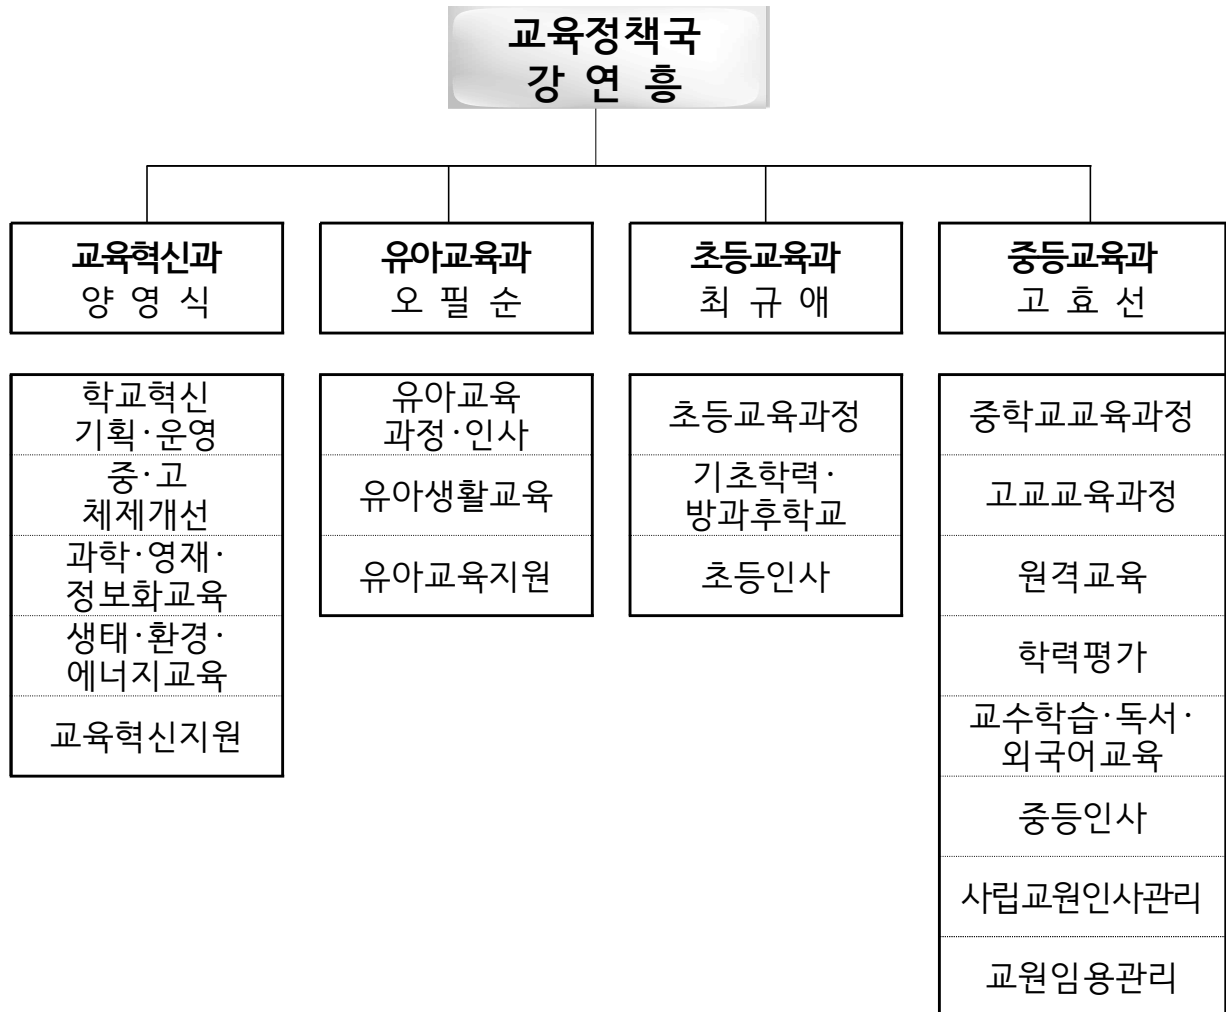 교육정책국
강 연 흥
교육혁신과
양 영 식
유아교육과
오 필 순
초등교육과
최 규 애
중등교육과
고 효 선
학교혁신
기획·운영
중·고
체제개선
과학·영재·
정보화교육
생태·환경·
에너지교육
교육혁신지원
유아교육
과정·인사
유아생활교육
유아교육지원
초등교육과정
기초학력·
방과후학교
초등인사
중학교교육과정
고교교육과정
원격교육
학력평가
교수학습·독서·
외국어교육
중등인사
사립교원인사관리
교원임용관리